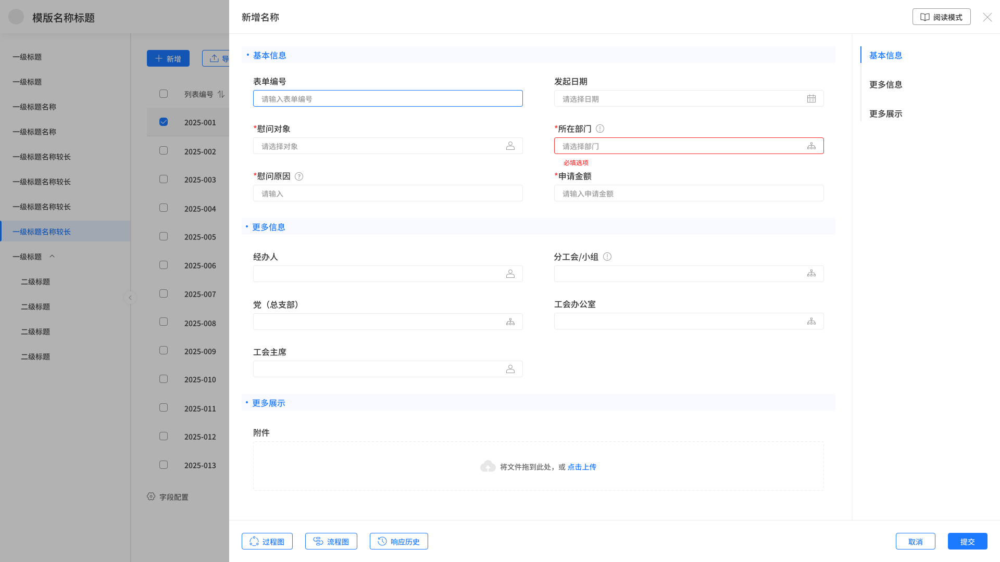 模版名称标题
一级标题
一级标题
一级标题名称
一级标题名称
一级标题名称较长
一级标题名称较长
一级标题名称较长
一级标题名称较长
一级标题
二级标题
二级标题
二级标题
二级标题
新增
导
列表编号
2025-001
2025-002
2025-003
2025-004
2025-005
2025-006
2025-007
2025-008
2025-009
2025-010
2025-011
2025-012
2025-013
字段配置
新增名称
阅读模式
基本信息
表单编号
请输入表单编号
发起日期
请选择日期
*慰问对象
请选择对象
*所在部门
请选择部门
必填选项
*慰问原因
请输入
*申请金额
请输入申请金额
更多信息
经办人
分工会/小组
党（总支部）
工会办公室
工会主席
更多展示
附件
将文件拖到此处，或 点击上传
基本信息
更多信息
更多展示
过程图
流程图
响应历史
取消
提交